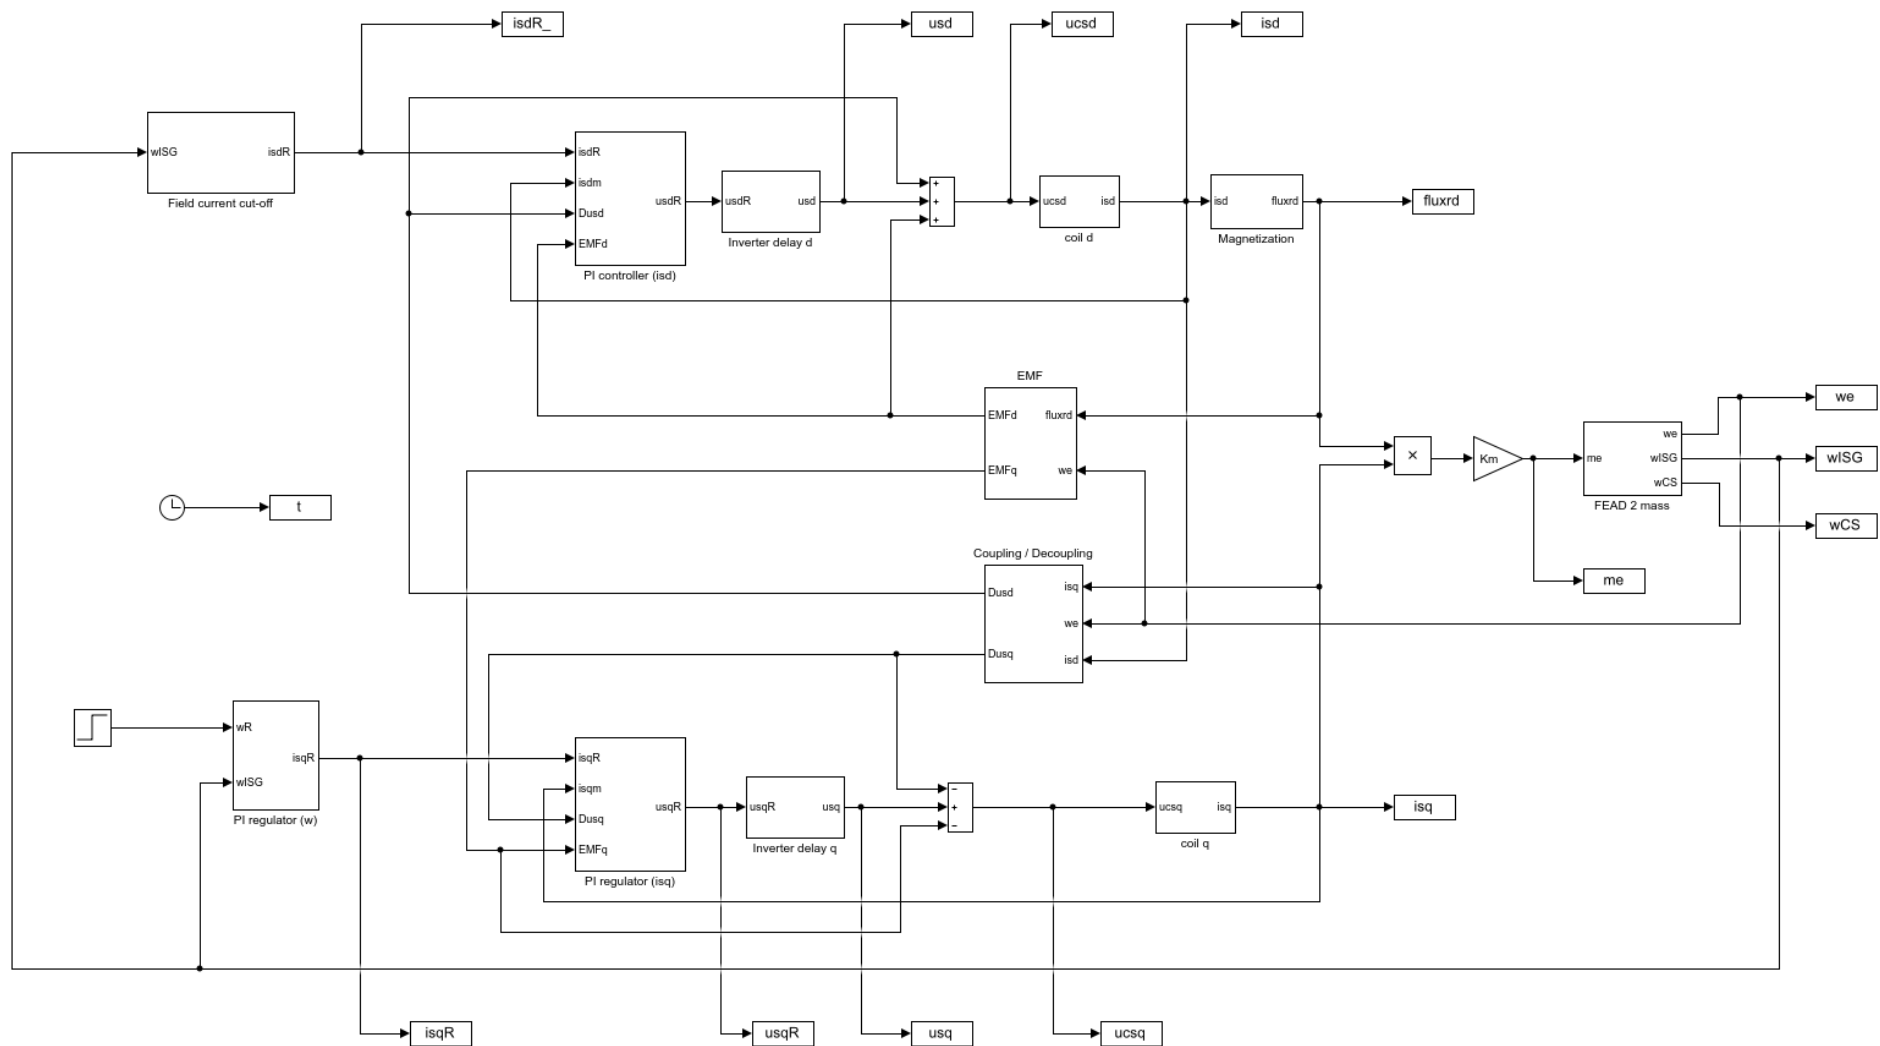 isdR_
usd
ucsd
isd
wISG
isdR
Field current cut-off
isdR
isdm
Dusd
EMFd
usdR
PI controller (isd)
usdR
usd
Inverter delay d
+
+
+
ucsd
isd
coil d
isd
fluxrd
Magnetization
fluxrd
EMF
EMFd
fluxrd
EMFq
we
×
Km
me
we
wISG
wCS
FEAD 2 mass
we
wISG
wCS
me
t
Coupling / Decoupling
Dusd
Dusq
isq
we
isd
wR
wISG
isqR
PI regulator (w)
isqR
isqm
Dusq
EMFq
usqR
PI regulator (isq)
usqR
usq
Inverter delay q
−
+
−
ucsq
isq
coil q
isq
isqR
usqR
usq
ucsq